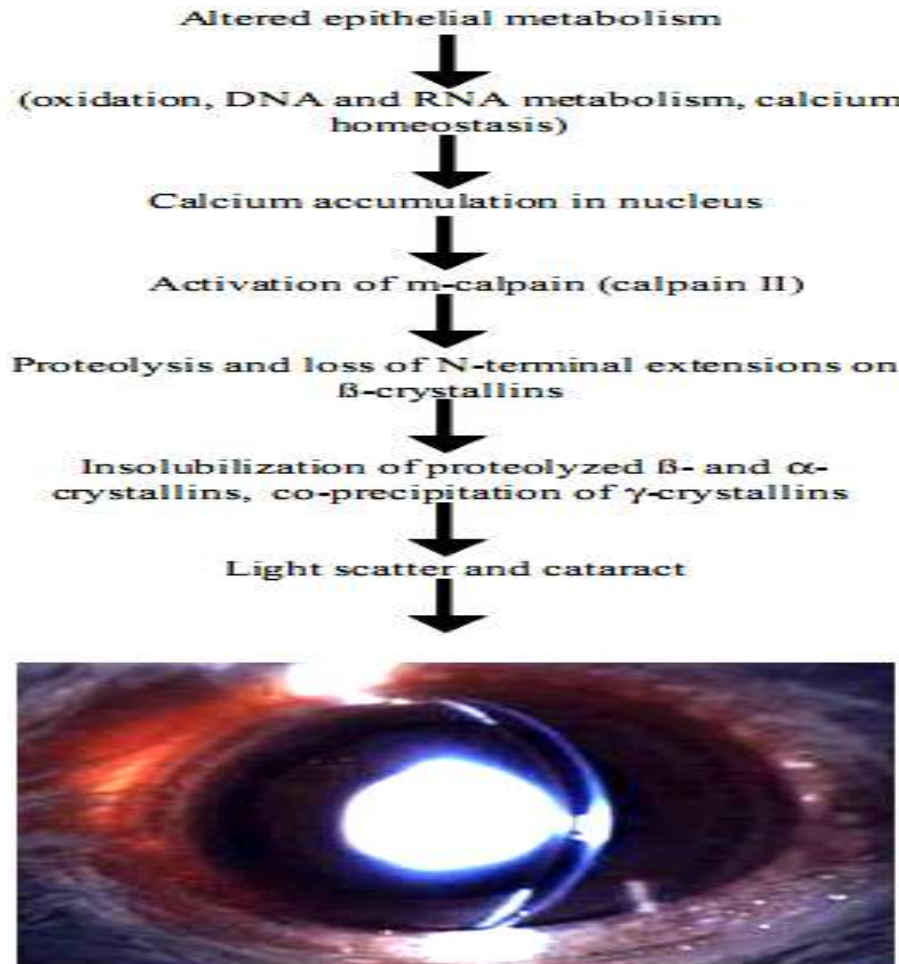 Altered epithelial metabolism
(oxidation, DNA and RNA metabolism, calcium
homeostasis)
Calcium accumulation in nucleus
Activation of m-calpain (calpain II)
Proteolysis and loss of N-terminal extensions on
ß-crystallins
Insolubilization of proteolyzed ß- and α-
crystallins, co-precipitation of γ-crystallins
Light scatter and cataract